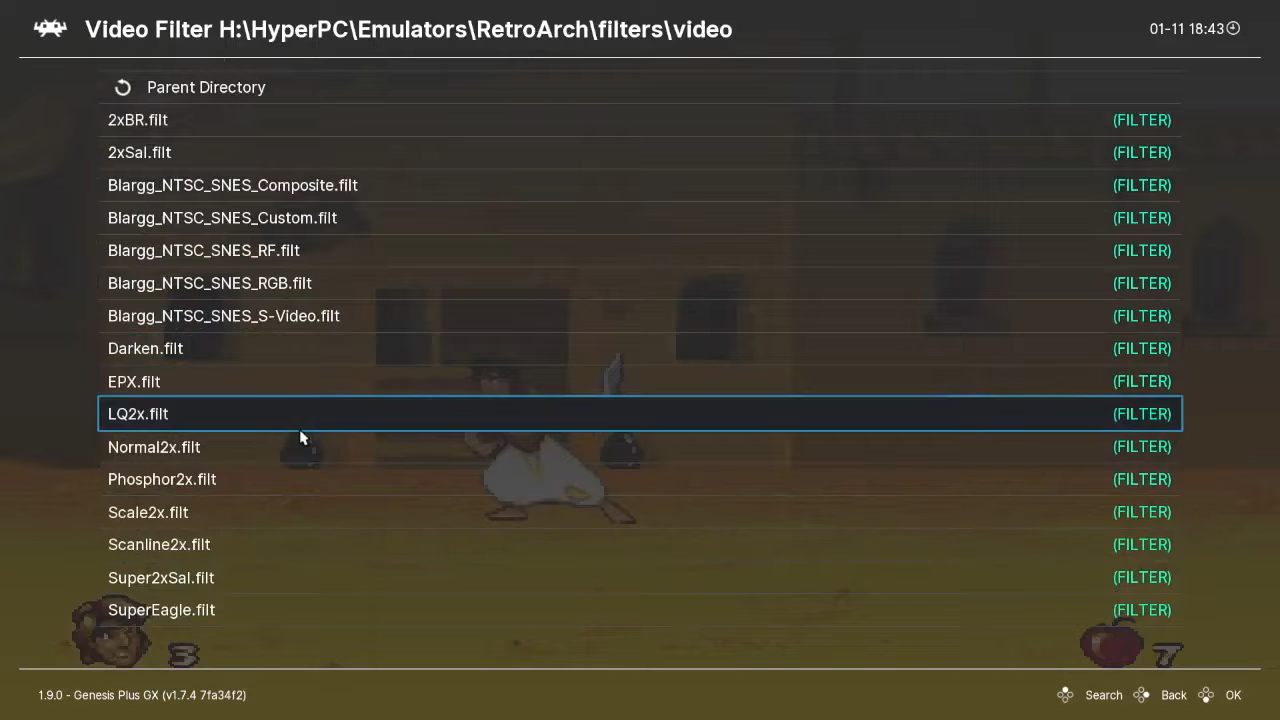 Video Filter H:\HyperPC\Emulators\RetroArch\filters\video
01-11 18:43
Parent Directory
2xBR.filt (FILTER)
2xSaI.filt (FILTER)
Blargg_NTSC_SNES_Composite.filt (FILTER)
Blargg_NTSC_SNES_Custom.filt (FILTER)
Blargg_NTSC_SNES_RF.filt (FILTER)
Blargg_NTSC_SNES_RGB.filt (FILTER)
Blargg_NTSC_SNES_S-Video.filt (FILTER)
Darken.filt (FILTER)
EPX.filt (FILTER)
LQ2x.filt (FILTER)
Normal2x.filt (FILTER)
Phosphor2x.filt (FILTER)
Scale2x.filt (FILTER)
Scanline2x.filt (FILTER)
Super2xSaI.filt (FILTER)
SuperEagle.filt (FILTER)
3
7
1.9.0 - Genesis Plus GX (v1.7.4 7fa34f2)
Search Back OK